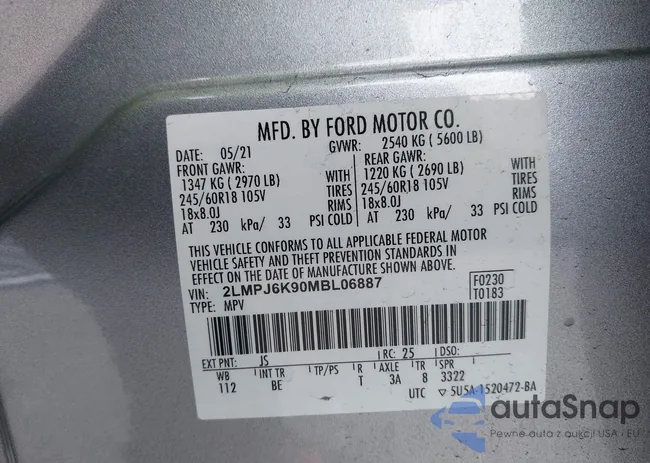 MFD. BY FORD MOTOR CO.
DATE: 05/21 GVWR: 2540 KG ( 5600 LB)
FRONT GAWR: REAR GAWR:
1347 KG ( 2970 LB) WITH 1220 KG ( 2690 LB) WITH
245/60R18 105V TIRES 245/60R18 105V TIRES
18x8.0J RIMS 18x8.0J RIMS
AT 230 kPa/ 33 PSI COLD AT 230 kPa/ 33 PSI COLD
THIS VEHICLE CONFORMS TO ALL APPLICABLE FEDERAL MOTOR
VEHICLE SAFETY AND THEFT PREVENTION STANDARDS IN
EFFECT ON THE DATE OF MANUFACTURE SHOWN ABOVE.
VIN: 2LMPJ6K90MBL06887 F0230
TYPE: MPV T0183
EXT PNT: JS RC: 25 DSO:
WB INT TR TP/PS R AXLE TR SPR
112 BE T 3A 8 3322
UTC ▽ 5U5A-1520472-BA
autaSnap
Pewne auta z aukcji USA - EU